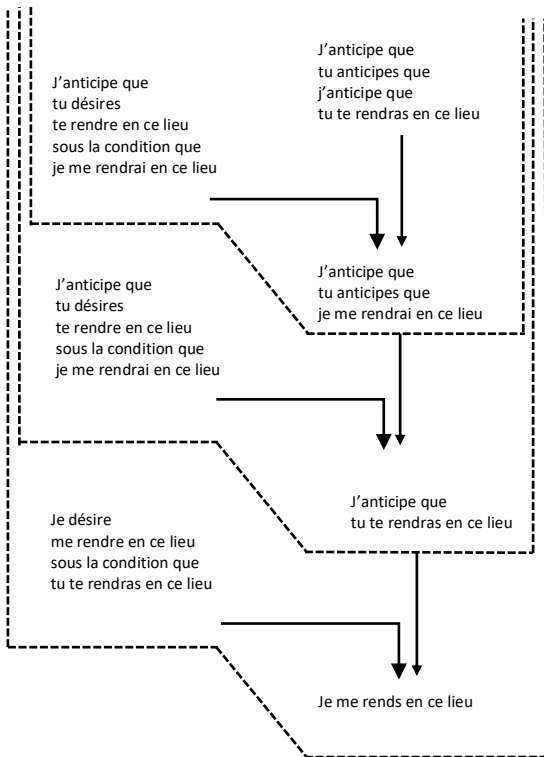 J’anticipe que
tu anticipes que
j’anticipe que
tu te rendras en ce lieu
J’anticipe que
tu désires
te rendre en ce lieu
sous la condition que
je me rendrai en ce lieu
J’anticipe que
tu anticipes que
je me rendrai en ce lieu
J’anticipe que
tu désires
te rendre en ce lieu
sous la condition que
je me rendrai en ce lieu
J’anticipe que
tu te rendras en ce lieu
Je désire
me rendre en ce lieu
sous la condition que
tu te rendras en ce lieu
Je me rends en ce lieu